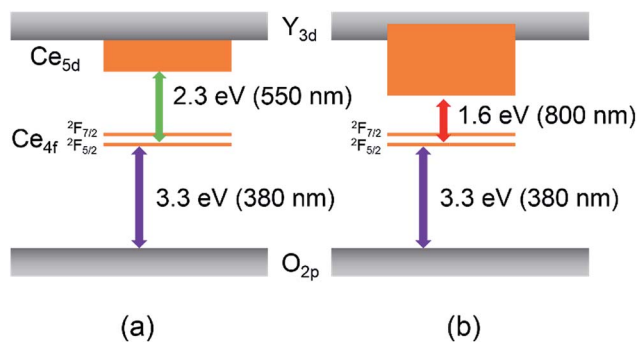 Y3d
Ce5d
2.3 eV (550 nm)
1.6 eV (800 nm)
Ce4f
²F7/2
²F5/2
²F7/2
²F5/2
3.3 eV (380 nm)
3.3 eV (380 nm)
O2p
(a)
(b)